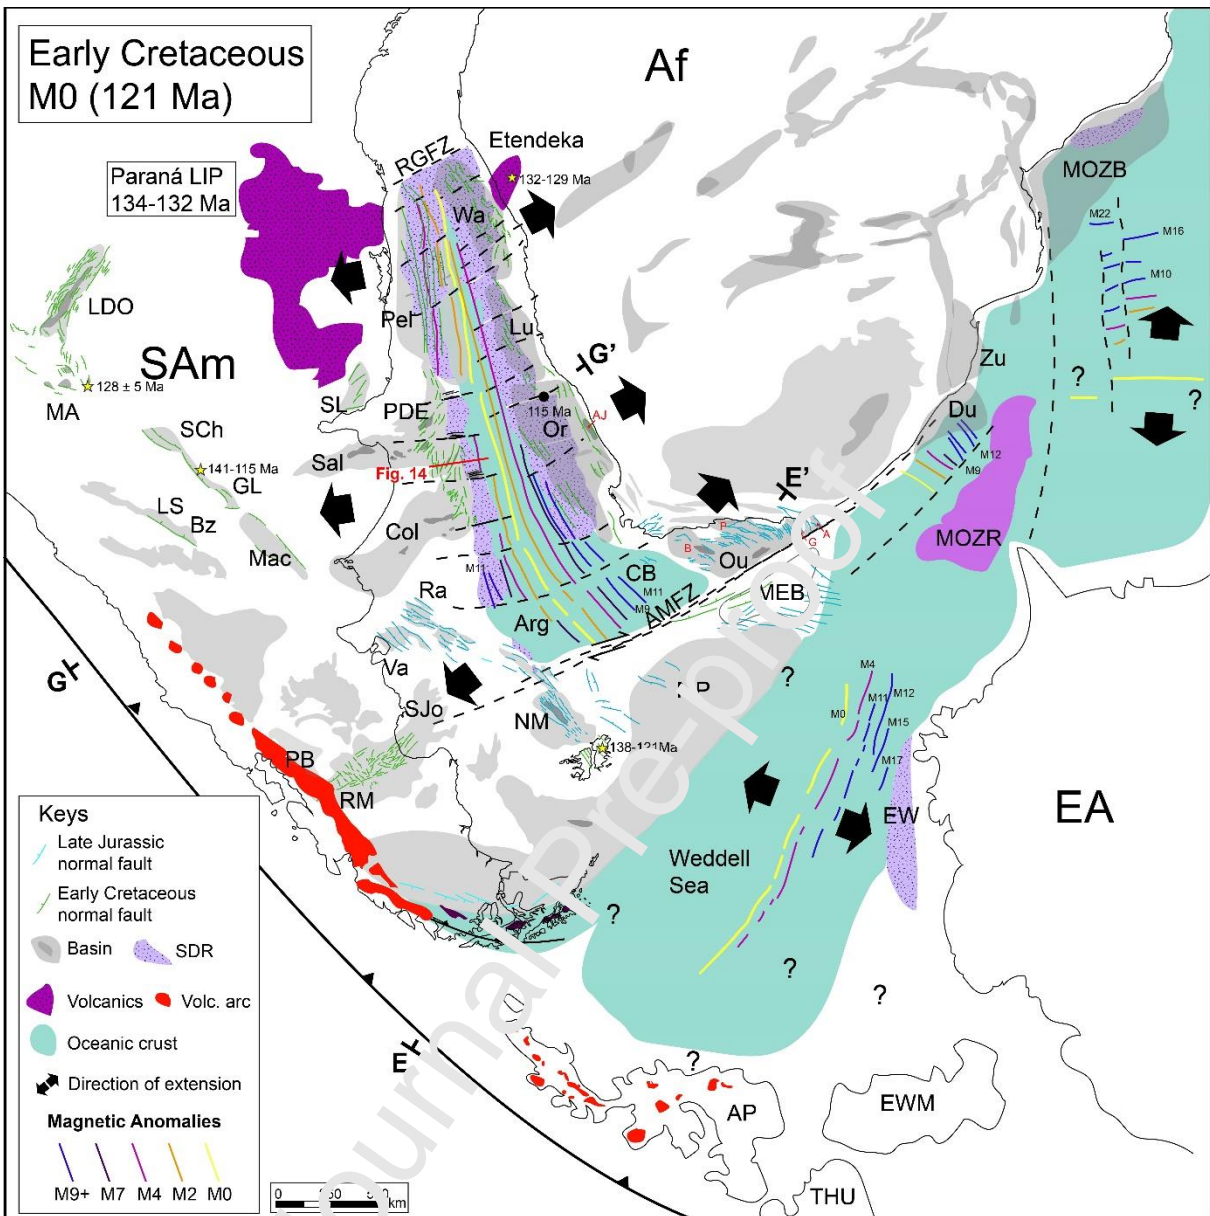 Early Cretaceous
M0 (121 Ma)
Af
Paraná LIP
134-132 Ma
RGFZ
Etendeka
132-129 Ma
Wa
MOZB
M22
M16
M10
LDO
SAm
Pel
Lu
G'
Zu
?
?
128 ± 5 Ma
MA
SL
PDE
115 Ma
Or
AJ
Du
M12
M9
SCh
141-115 Ma
GL
Sal
Fig. 14
LS
Bz
Mac
Col
E'
P
B
Ou
G
A
MOZR
M11
Ra
CB
M11
M9
AMFZ
MEB
Arg
Va
G
SJo
NM
P
?
M4
M12
M11
M0
M15
M17
138-121Ma
PB
RM
EW
EA
Weddell
Sea
?
?
?
?
E
AP
EWM
THU
Keys
Late Jurassic
normal fault
Early Cretaceous
normal fault
Basin
SDR
Volcanics
Volc. arc
Oceanic crust
Direction of extension
Magnetic Anomalies
M9+ M7 M4 M2 M0
0
km
Journal Pre-proof